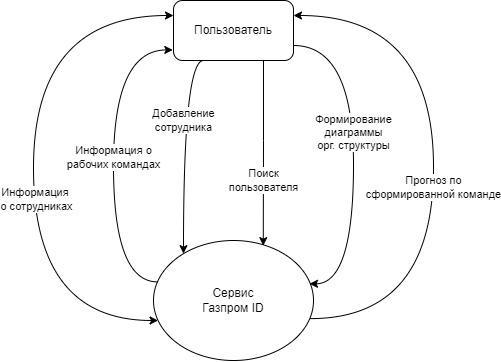 Пользователь
Добавление
сотрудника
Формирование
диаграммы
орг. структуры
Информация о
рабочих командах
Поиск
пользователя
Прогноз по
сформированной команде
Информация
о сотрудниках
Сервис
Газпром ID